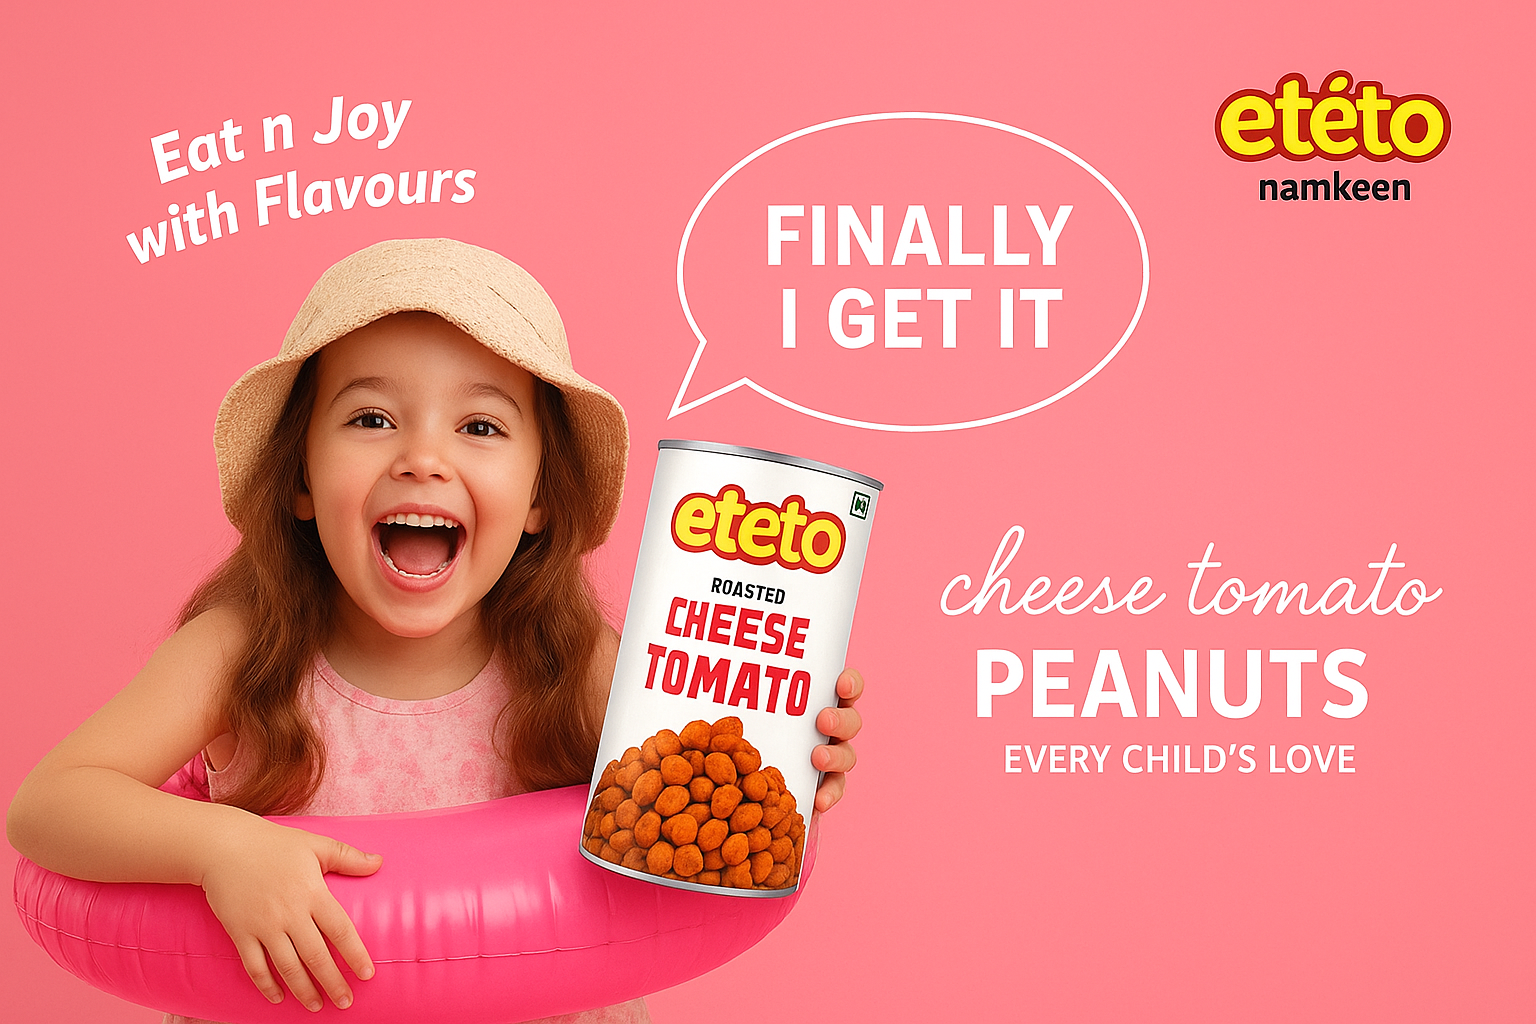 Eat n Joy
with Flavours
FINALLY
I GET IT
etéto
namkeen
eteto
ROASTED
CHEESE
TOMATO
cheese tomato
PEANUTS
EVERY CHILD'S LOVE